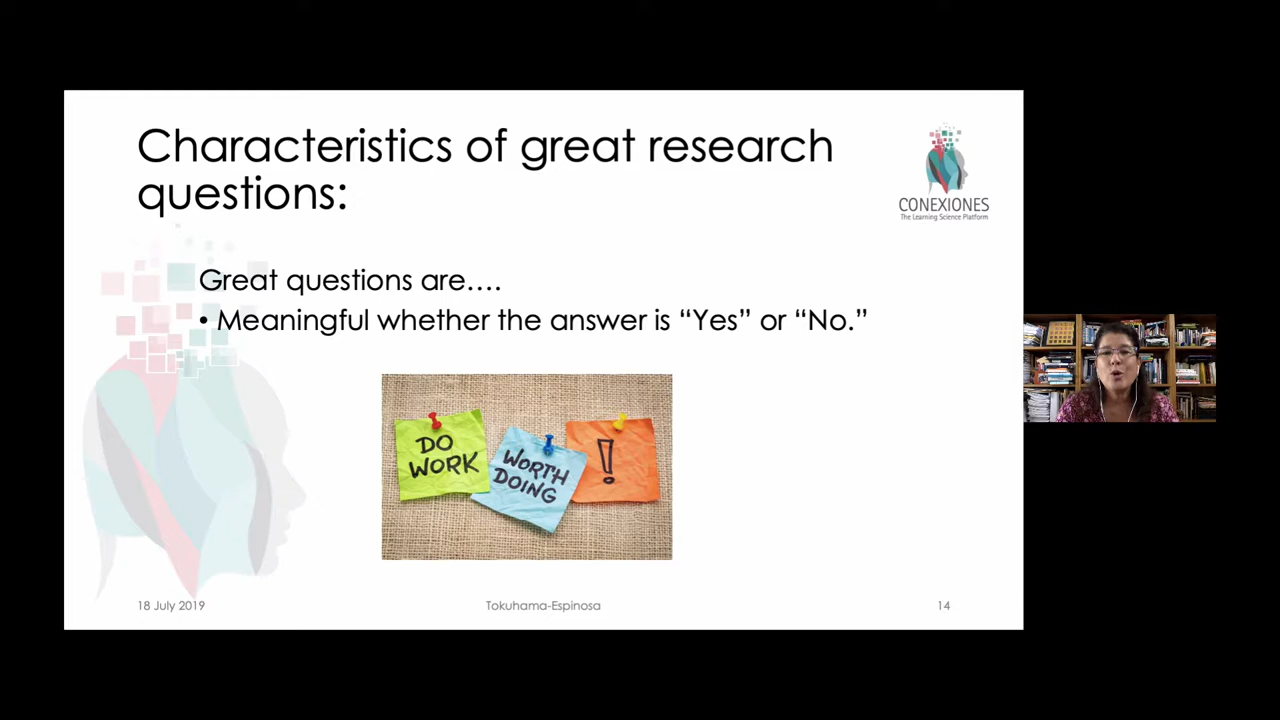 Characteristics of great research
questions:
CONEXIONES
The Learning Science Platform
Great questions are….
• Meaningful whether the answer is “Yes” or “No.”
DO
WORK
WORTH
DOING
!
18 July 2019
Tokuhama-Espinosa
14